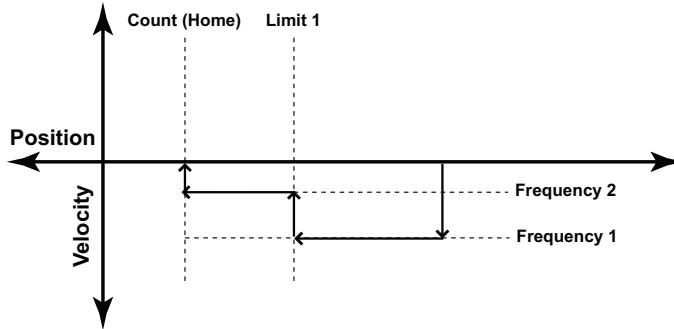 Count (Home) Limit 1
Position
Velocity
Frequency 2
Frequency 1